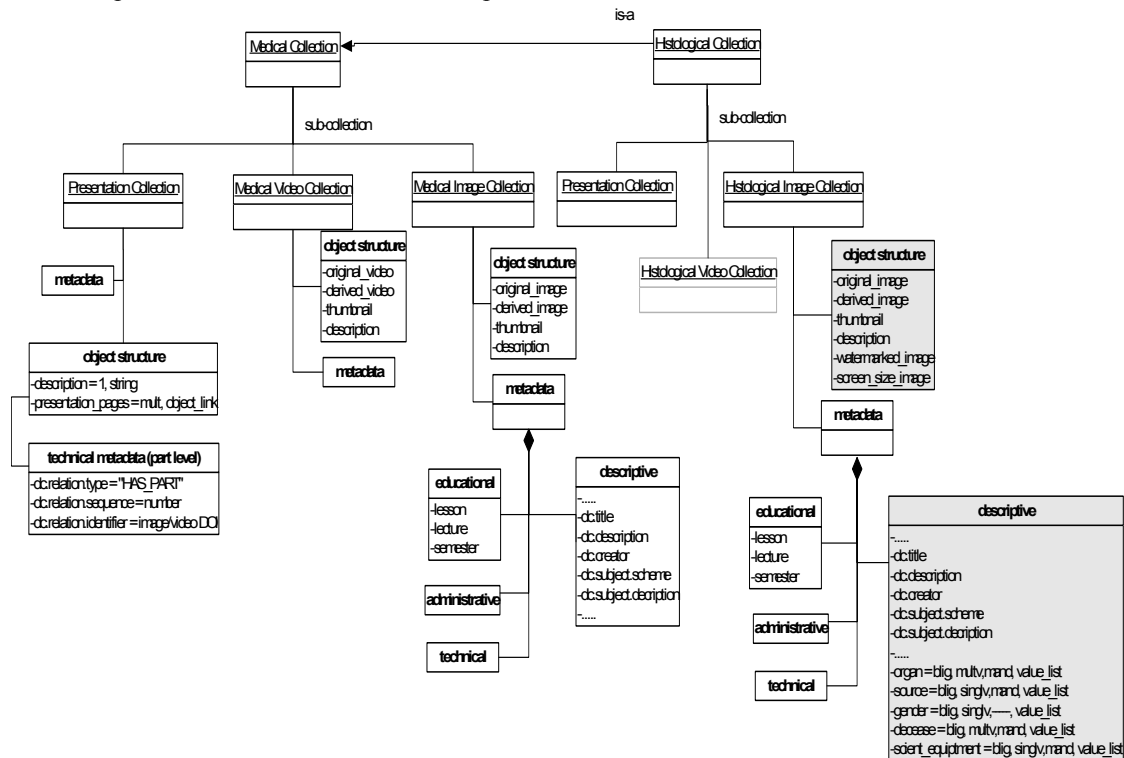 is-a
Medical Collection
Histological Collection
sub-collection
sub-collection
Presentation Collection
Medical Video Collection
Medical Image Collection
Presentation Collection
Histological Image Collection
Histological Video Collection
metadata
object structure
-original_video
-derived_video
-thumbnail
-description
metadata
object structure
-original_image
-derived_image
-thumbnail
-description
metadata
object structure
-original_image
-derived_image
-thumbnail
-description
-watermarked_image
-screen_size_image
metadata
object structure
-description = 1, string
-presentation_pages = mult, object_link
technical metadata (part level)
-dc.relation.type = "HAS_PART"
-dc.relation.sequence = number
-dc.relation.identifier = image/video DOI
educational
-lesson
-lecture
-semester
administrative
technical
descriptive
-.....
-dc.title
-dc.description
-dc.creator
-dc.subject.scheme
-dc.subject.decription
-.....
educational
-lesson
-lecture
-semester
administrative
technical
descriptive
-.....
-dc.title
-dc.description
-dc.creator
-dc.subject.scheme
-dc.subject.decription
-.....
-organ = blig, multv,mand, value_list
-source = blig, singlv,mand, value_list
-gender = blig, singlv,-----, value_list
-decease = blig, multv,mand, value_list
-scient_equiptment = blig, singlv,mand, value_list